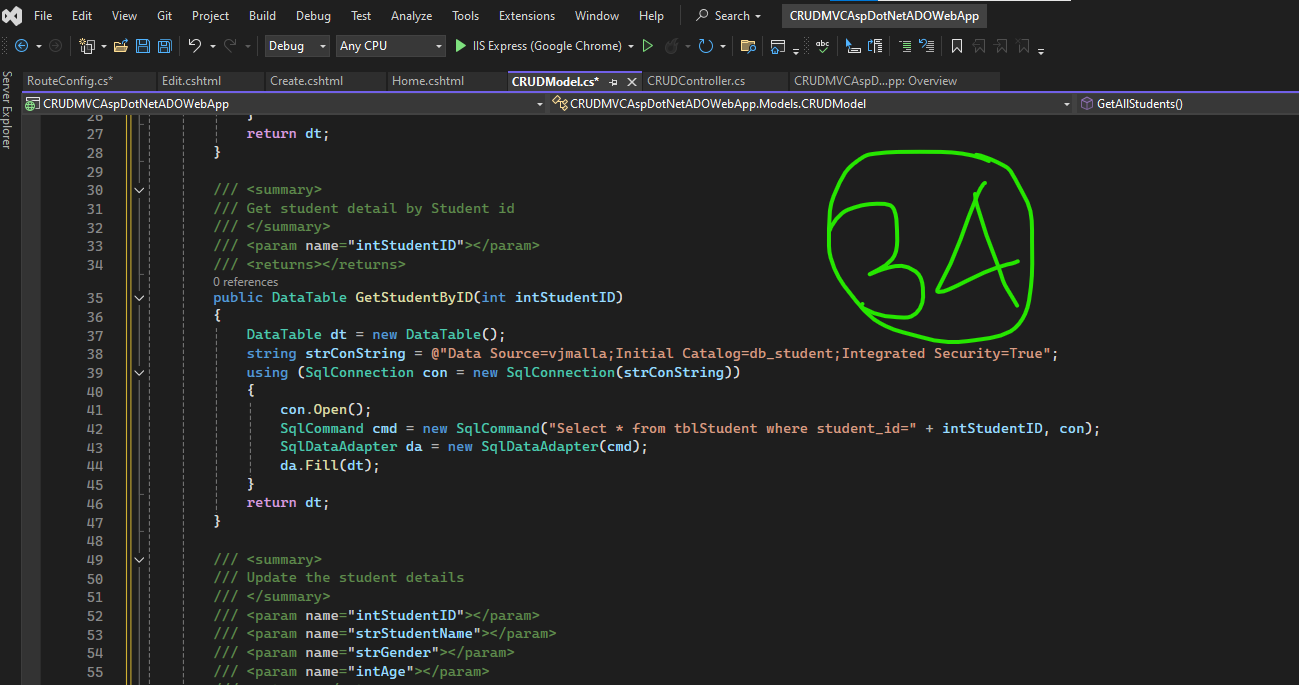 File Edit View Git Project Build Debug Test Analyze Tools Extensions Window Help Search CRUDMVCAspDotNetADOWebApp
Debug Any CPU IIS Express (Google Chrome)
Server Explorer
RouteConfig.cs* Edit.cshtml Create.cshtml Home.cshtml CRUDModel.cs* CRUDController.cs CRUDMVCAspD...pp: Overview
CRUDMVCAspDotNetADOWebApp CRUDMVCAspDotNetADOWebApp.Models.CRUDModel GetAllStudents()
26 }
27 return dt;
28 }
29
30 /// <summary>
31 /// Get student detail by Student id
32 /// </summary>
33 /// <param name="intStudentID"></param>
34 /// <returns></returns>
0 references
35 public DataTable GetStudentByID(int intStudentID)
36 {
37 DataTable dt = new DataTable();
38 string strConString = @"Data Source=vjmalla;Initial Catalog=db_student;Integrated Security=True";
39 using (SqlConnection con = new SqlConnection(strConString))
40 {
41 con.Open();
42 SqlCommand cmd = new SqlCommand("Select * from tblStudent where student_id=" + intStudentID, con);
43 SqlDataAdapter da = new SqlDataAdapter(cmd);
44 da.Fill(dt);
45 }
46 return dt;
47 }
48
49 /// <summary>
50 /// Update the student details
51 /// </summary>
52 /// <param name="intStudentID"></param>
53 /// <param name="strStudentName"></param>
54 /// <param name="strGender"></param>
55 /// <param name="intAge"></param>
34